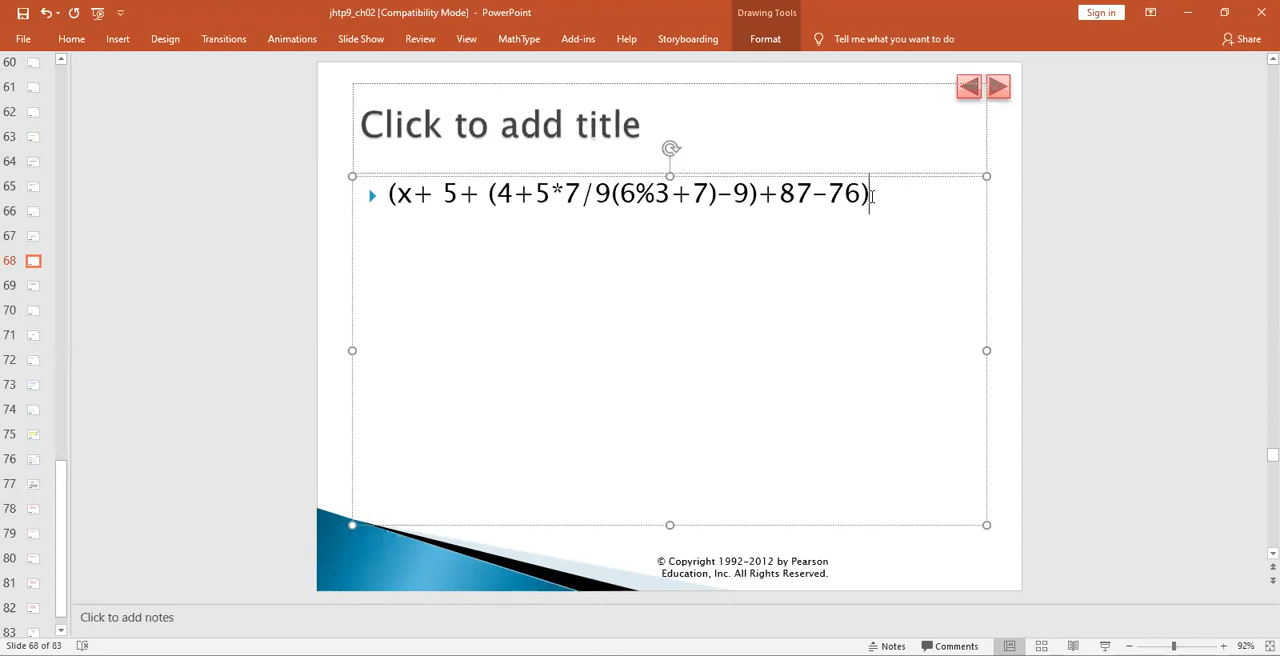 jhtp9_ch02 [Compatibility Mode] - PowerPoint
Drawing Tools
Sign in
File Home Insert Design Transitions Animations Slide Show Review View MathType Add-ins Help Storyboarding Format Tell me what you want to do Share
60
61
62
63
64
65
66
67
68
69
70
71
72
73
74
75
76
77
78
79
80
81
82
83
Click to add title
(x+ 5+ (4+5*7/9(6%3+7)-9)+87-76)
© Copyright 1992-2012 by Pearson
Education, Inc. All Rights Reserved.
Click to add notes
Slide 68 of 83
Notes Comments 92%